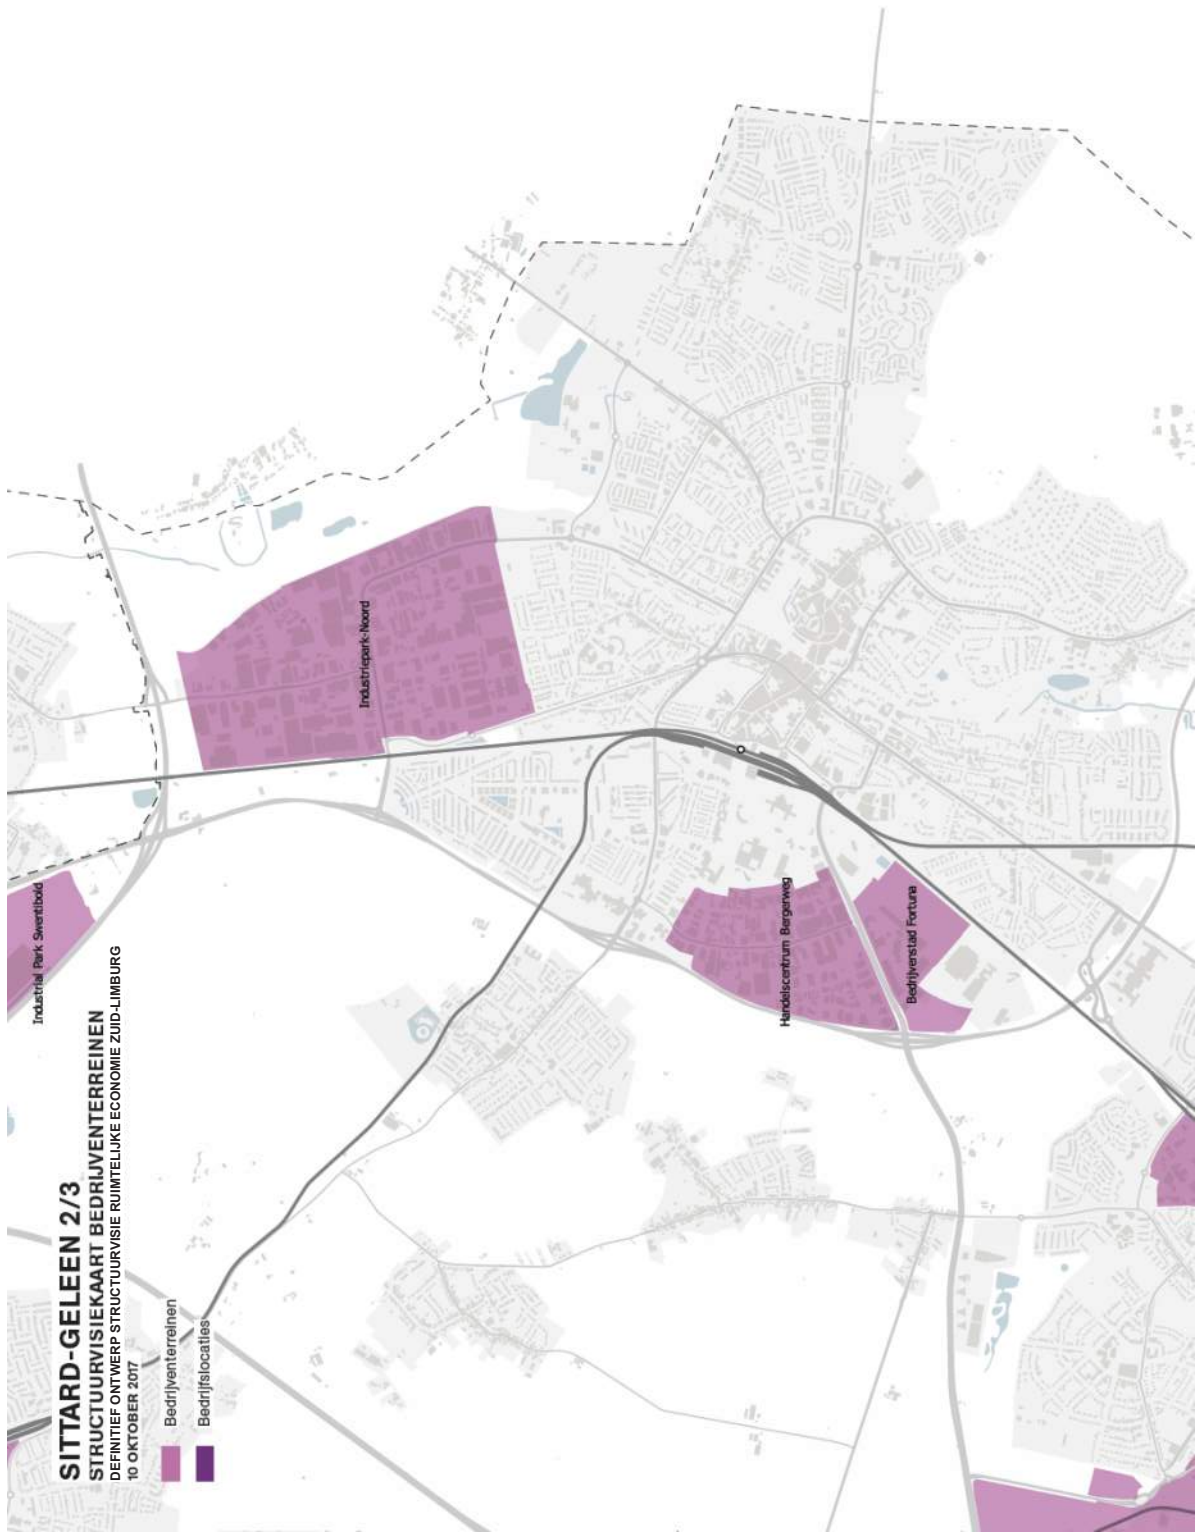 SITTARD-GELEEN 2/3
STRUCTUURVISIEKAART BEDRIJVENTERREINEN
DEFINITIEF ONTWERP STRUCTUURVISIE RUIMTELIJKE ECONOMIE ZUID-LIMBURG
10 OKTOBER 2017
Bedrijventerreinen
Bedrijfslocaties
Industrial Park Swentibold
Industriepark-Noord
Handelscentrum Bergerweg
Bedrijvenstad Fortuna